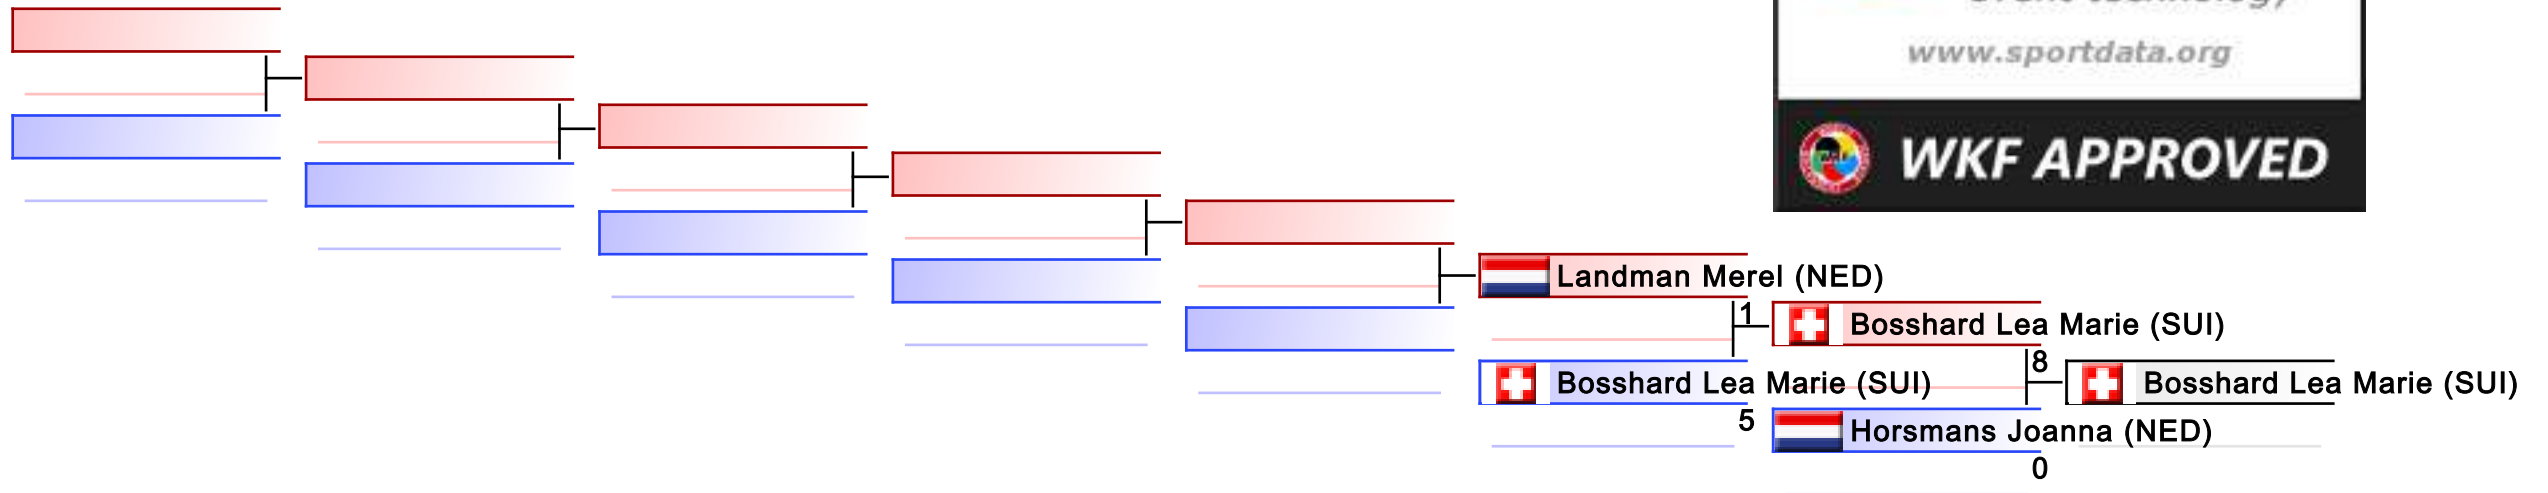 www.sportdata.org
WKF APPROVED
Landman Merel (NED)
1
Bosshard Lea Marie (SUI)
8
Bosshard Lea Marie (SUI)
5
Bosshard Lea Marie (SUI)
Horsmans Joanna (NED)
0